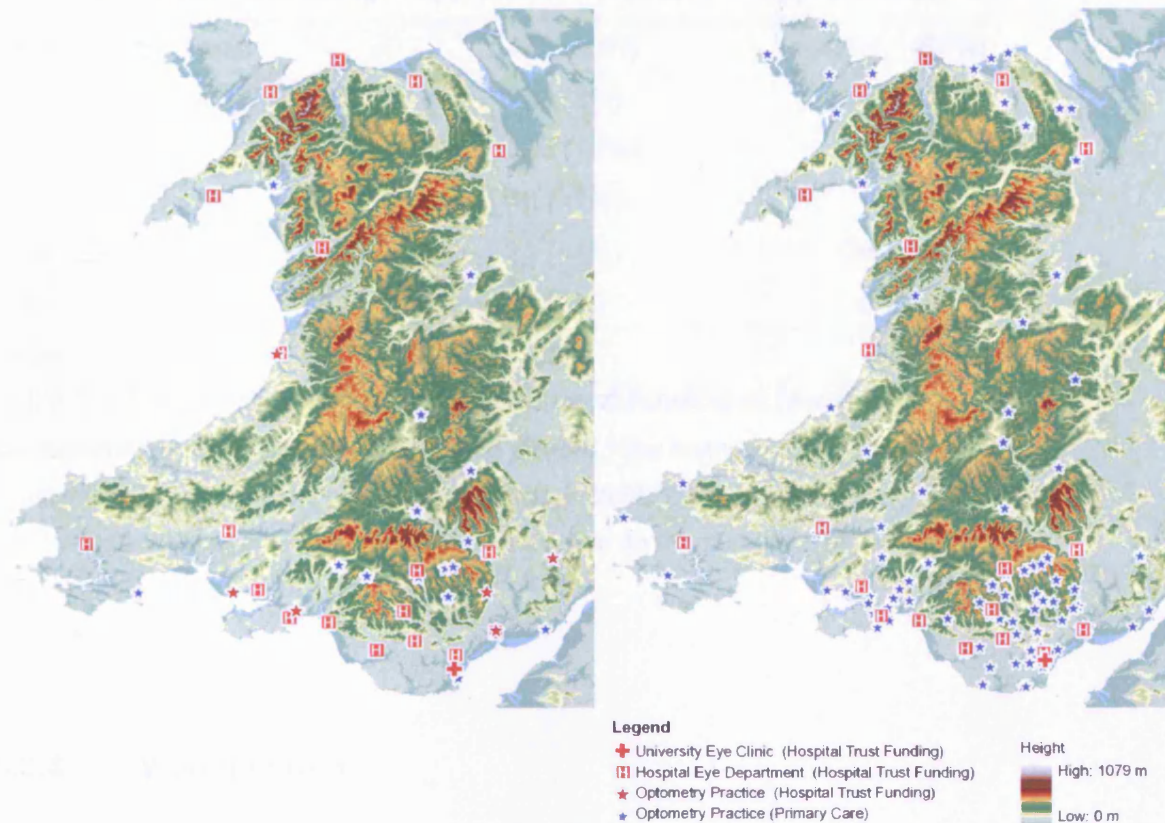 Legend
University Eye Clinic (Hospital Trust Funding)
H Hospital Eye Department (Hospital Trust Funding)
Optometry Practice (Hospital Trust Funding)
Optometry Practice (Primary Care)
Height
High: 1079 m
Low: 0 m